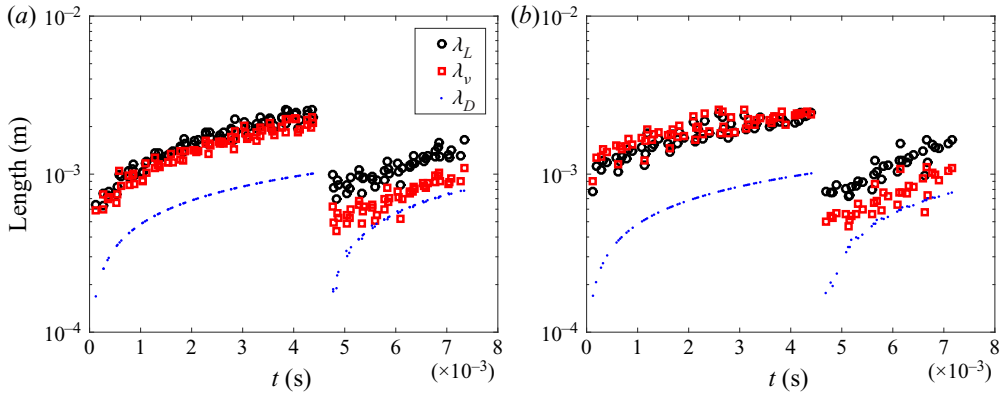 (a)
(b)
10⁻² 10⁻²
λ_L
λ_ν
λ_D
Length (m)
10⁻³ 10⁻³
10⁻⁴ 10⁻⁴
0 1 2 3 4 5 6 7 8 0 1 2 3 4 5 6 7 8
t (s) (×10⁻³) t (s) (×10⁻³)